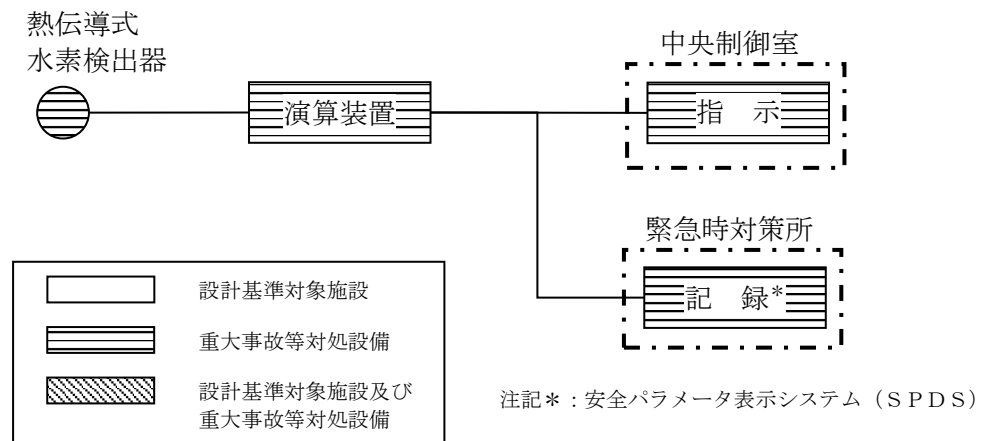 熱伝導式
水素検出器
演算装置
中央制御室
指　示
緊急時対策所
記　録*
設計基準対象施設
重大事故等対処設備
設計基準対象施設及び
重大事故等対処設備
注記＊：安全パラメータ表示システム（ＳＰＤＳ）